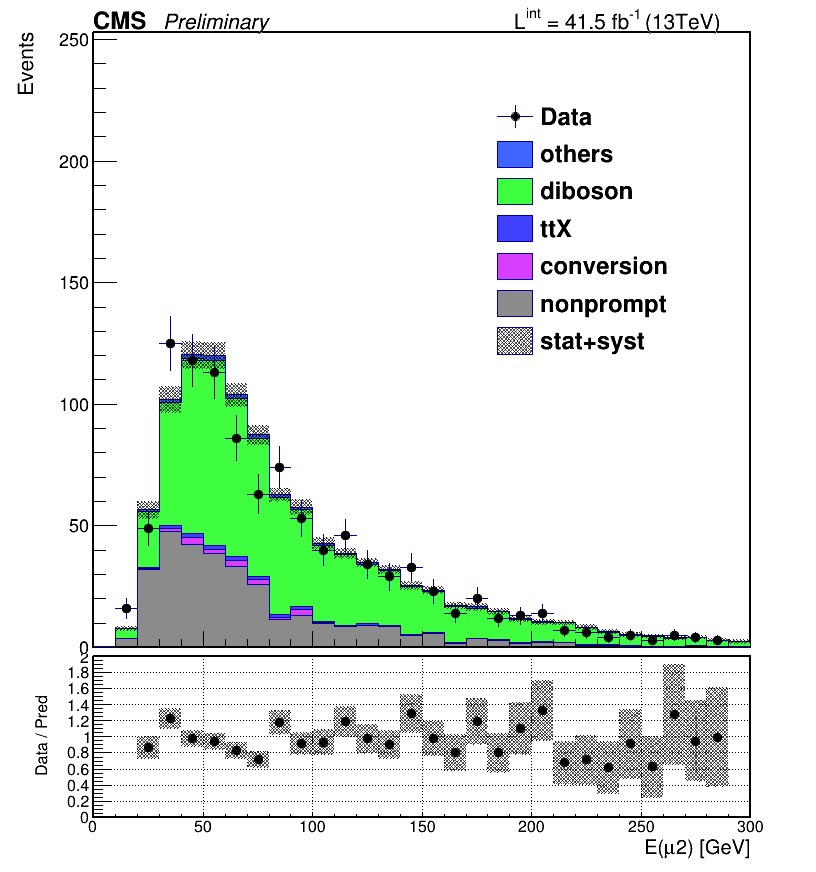 CMS Preliminary L^int = 41.5 fb^-1 (13TeV)
Events
250
200
150
100
50
0
Data
others
diboson
ttX
conversion
nonprompt
stat+syst
Data / Pred
2
1.8
1.6
1.4
1.2
1
0.8
0.6
0.4
0.2
0
0 50 100 150 200 250 300
E(μ2) [GeV]